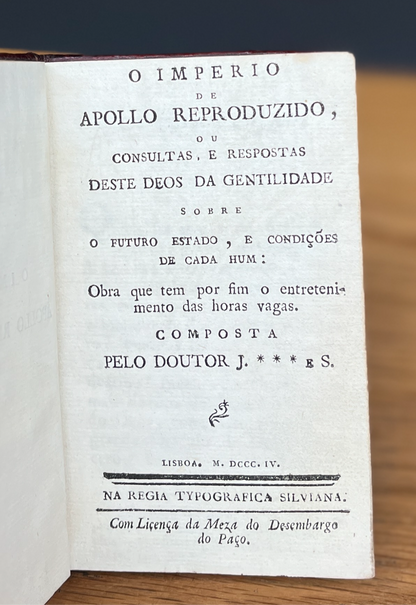 O IMPERIO
DE
APOLLO REPRODUZIDO,
OU
CONSULTAS, E RESPOSTAS
DESTE DEOS DA GENTILIDADE
SOBRE
O FUTURO ESTADO, E CONDIÇÕES
DE CADA HUM:
Obra que tem por fim o entreteni-
mento das horas vagas.
COMPOSTA
PELO DOUTOR J. * * * E S.
LISBOA. M. DCCC. IV.
NA REGIA TYPOGRAFICA SILVIANA.
Com Liçença da Meza do Desembargo
do Paço.